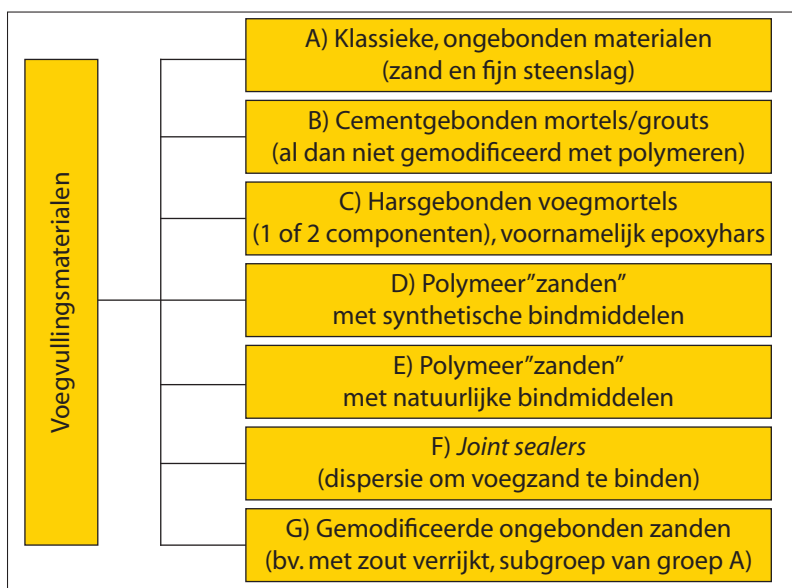 Voegvullingsmaterialen
A) Klassieke, ongebonden materialen
(zand en fijn steenslag)
B) Cementgebonden mortels/grouts
(al dan niet gemodificeerd met polymeren)
C) Harsgebonden voegmortels
(1 of 2 componenten), voornamelijk epoxyhars
D) Polymeer”zanden”
met synthetische bindmiddelen
E) Polymeer”zanden”
met natuurlijke bindmiddelen
F) Joint sealers
(dispersie om voegzand te binden)
G) Gemodificeerde ongebonden zanden
(bv. met zout verrijkt, subgroep van groep A)